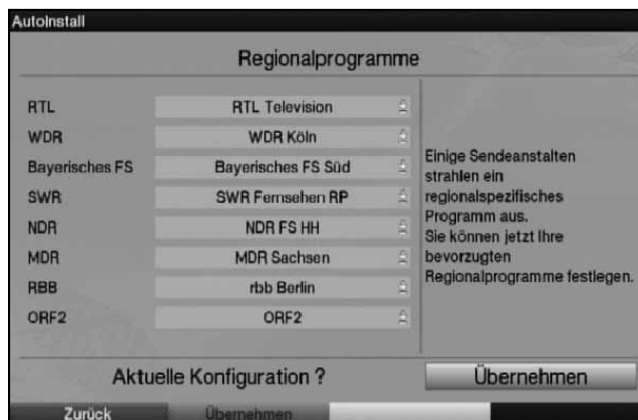 AutoInstall
Regionalprogramme
RTL RTL Television
WDR WDR Köln
Bayerisches FS Bayerisches FS Süd
SWR SWR Fernsehen RP
NDR NDR FS HH
MDR MDR Sachsen
RBB rbb Berlin
ORF2 ORF2
Einige Sendeanstalten
strahlen ein
regionalspezifisches
Programm aus.
Sie können jetzt Ihre
bevorzugten
Regionalprogramme festlegen.
Aktuelle Konfiguration ? Übernehmen
Zurück Übernehmen